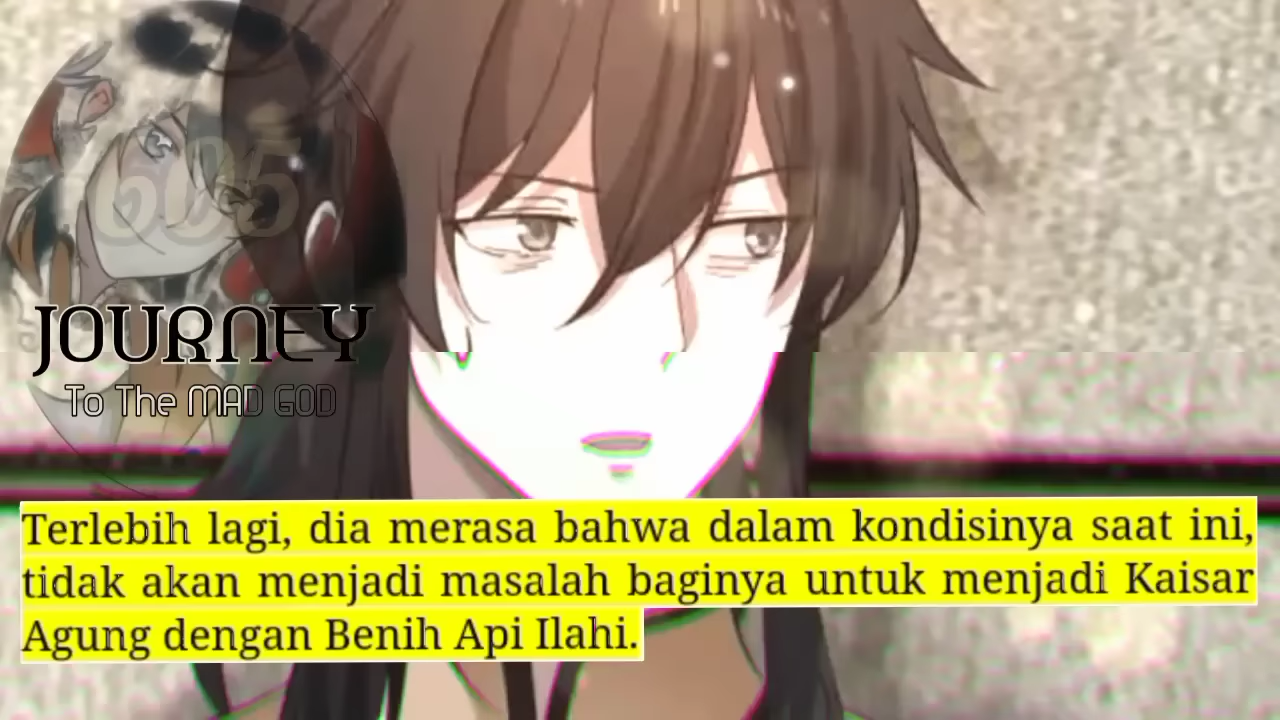 605
JOURNEY
To The MAD GOD
Terlebih lagi, dia merasa bahwa dalam kondisinya saat ini,
tidak akan menjadi masalah baginya untuk menjadi Kaisar
Agung dengan Benih Api Ilahi.